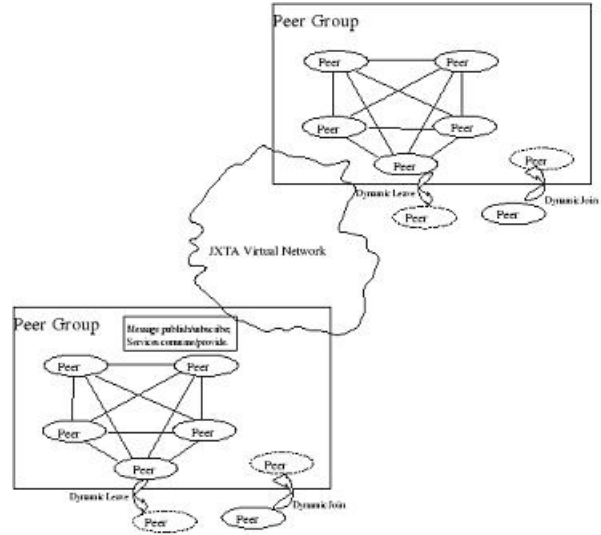 Peer Group
Peer
Peer
Peer
Peer
Peer
Peer
Dynamic Leave
Dynamic Join
Peer
Peer
JXTA Virtual Network
Peer Group
Message publish/subscribe;
Services consume/provide.
Peer
Peer
Peer
Peer
Peer
Peer
Dynamic Leave
Dynamic Join
Peer
Peer